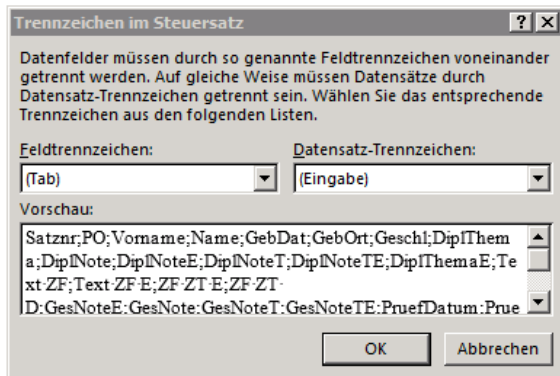 Trennzeichen im Steuersatz
Datenfelder müssen durch so genannte Feldtrennzeichen voneinander
getrennt werden. Auf gleiche Weise müssen Datensätze durch
Datensatz-Trennzeichen getrennt sein. Wählen Sie das entsprechende
Trennzeichen aus den folgenden Listen.
Feldtrennzeichen: Datensatz-Trennzeichen:
(Tab) (Eingabe)
Vorschau:
Satznr;PO;Vorname;Name;GebDat;GebOrt;Geschl;DiplThem
a;DiplNote;DiplNoteE;DiplNoteT;DiplNoteTE;DiplThemaE;Te
xt·ZF;Text·ZF·E;ZF·ZT·E;ZF·ZT·
D;GesNoteE;GesNote;GesNoteT;GesNoteTE;PruefDatum;Prue
OK Abbrechen